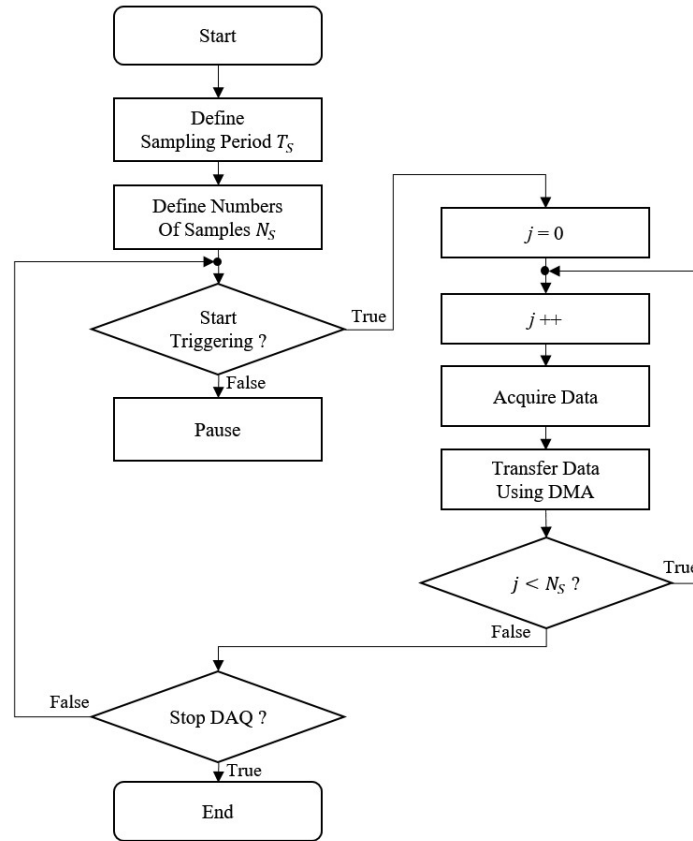 Start
Define
Sampling Period T_S
Define Numbers
Of Samples N_S
Start
Triggering ?
True
False
Pause
j = 0
j ++
Acquire Data
Transfer Data
Using DMA
j < N_S ?
True
False
Stop DAQ ?
False
True
End